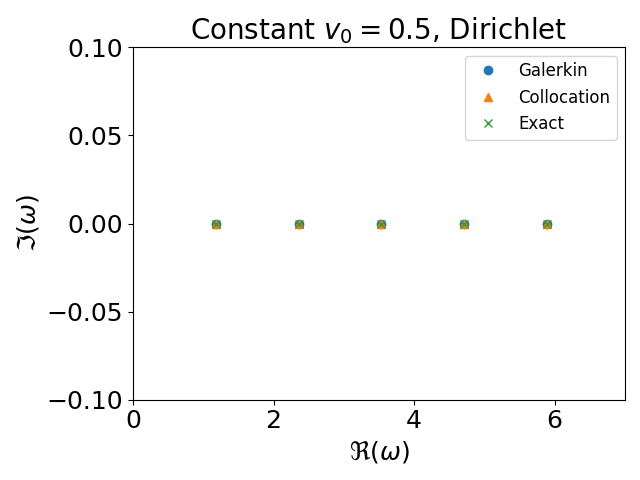 Constant $v_0 = 0.5$, Dirichlet
Galerkin
Collocation
Exact
0.10
0.05
0.00
−0.05
−0.10
ℑ(ω)
0 2 4 6
ℜ(ω)